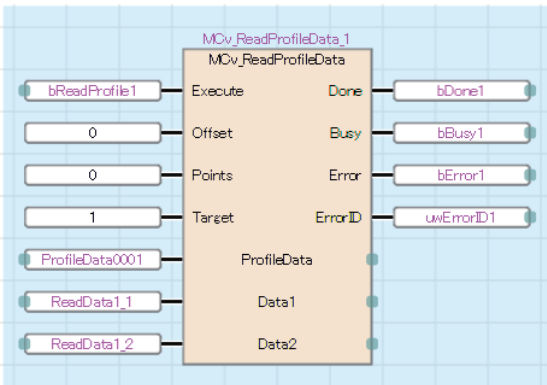 MCv_ReadProfileData_1
MCv_ReadProfileData
bReadProfile1 Execute Done bDone1
0 Offset Busy bBusy1
0 Points Error bError1
1 Target ErrorID uwErrorID1
ProfileData0001 ProfileData
ReadData1_1 Data1
ReadData1_2 Data2